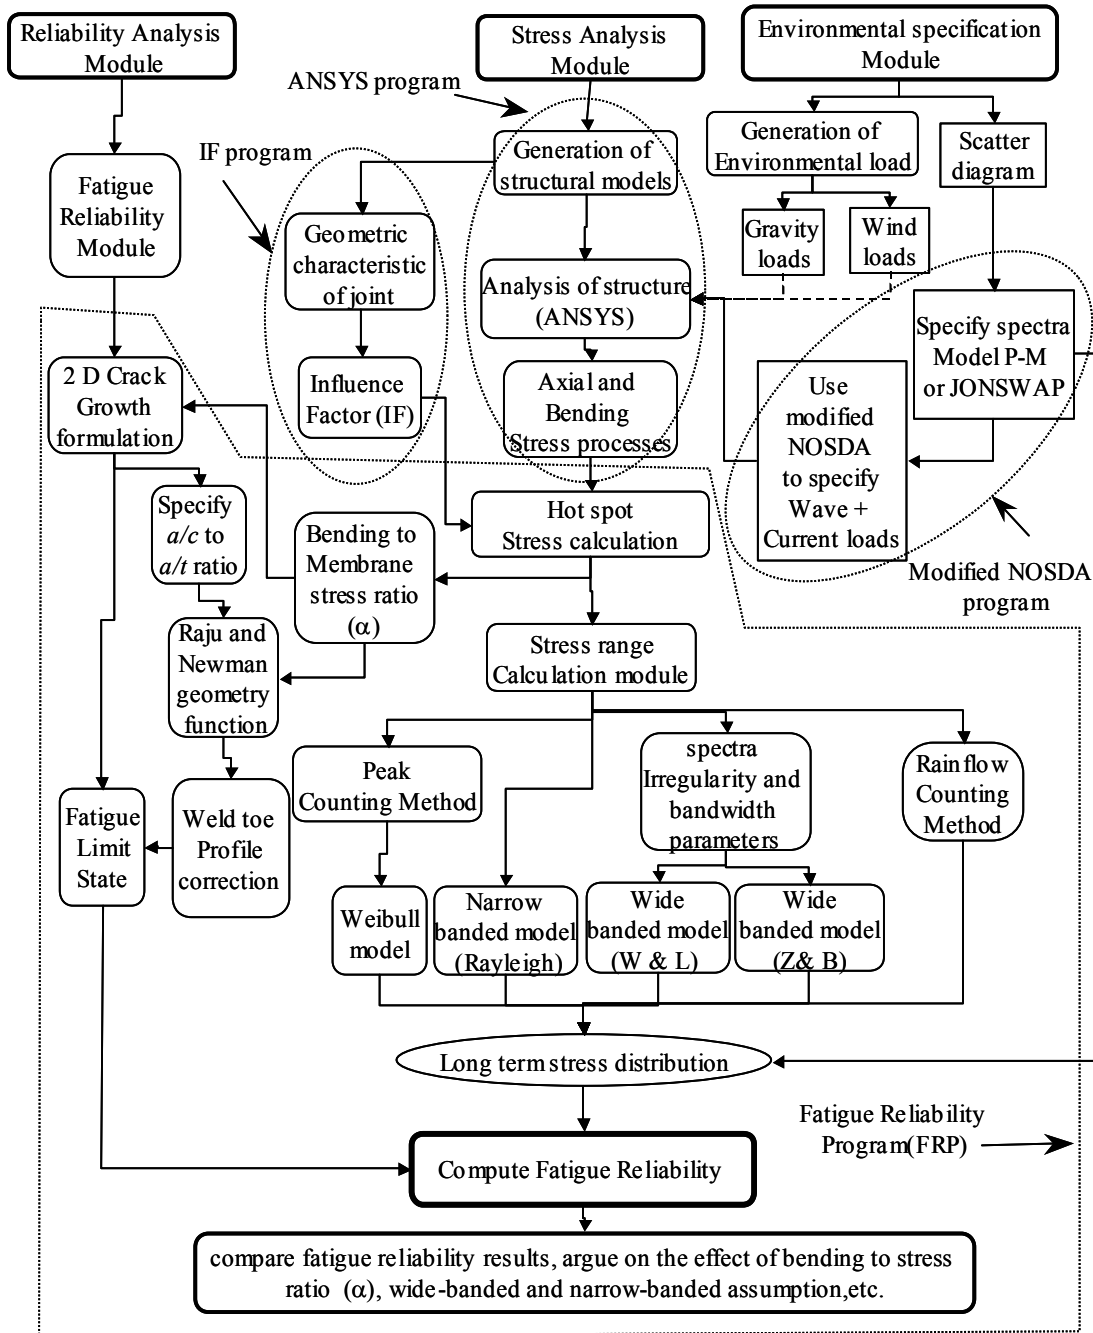 Reliability Analysis
Module
Stress Analysis
Module
Environmental specification
Module
ANSYS program
IF program
Generation of
structural models
Generation of
Environmental load
Scatter
diagram
Fatigue
Reliability
Module
Geometric
characteristic
of joint
Gravity
loads
Wind
loads
Analysis of structure
(ANSYS)
Specify spectra
Model P-M
or JONSWAP
2 D Crack
Growth
formulation
Influence
Factor (IF)
Axial and
Bending
Stress processes
Use
modified
NOSDA
to specify
Wave +
Current loads
Specify
a/c to
a/t ratio
Bending to
Membrane
stress ratio
(α)
Hot spot
Stress calculation
Modified NOSDA
program
Raju and
Newman
geometry
function
Stress range
Calculation module
Peak
Counting Method
spectra
Irregularity and
bandwidth
parameters
Rainflow
Counting
Method
Fatigue
Limit
State
Weld toe
Profile
correction
Weibull
model
Narrow
banded model
(Rayleigh)
Wide
banded model
(W & L)
Wide
banded model
(Z& B)
Long term stress distribution
Fatigue Reliability
Program(FRP)
Compute Fatigue Reliability
compare fatigue reliability results, argue on the effect of bending to stress
ratio (α), wide-banded and narrow-banded assumption,etc.